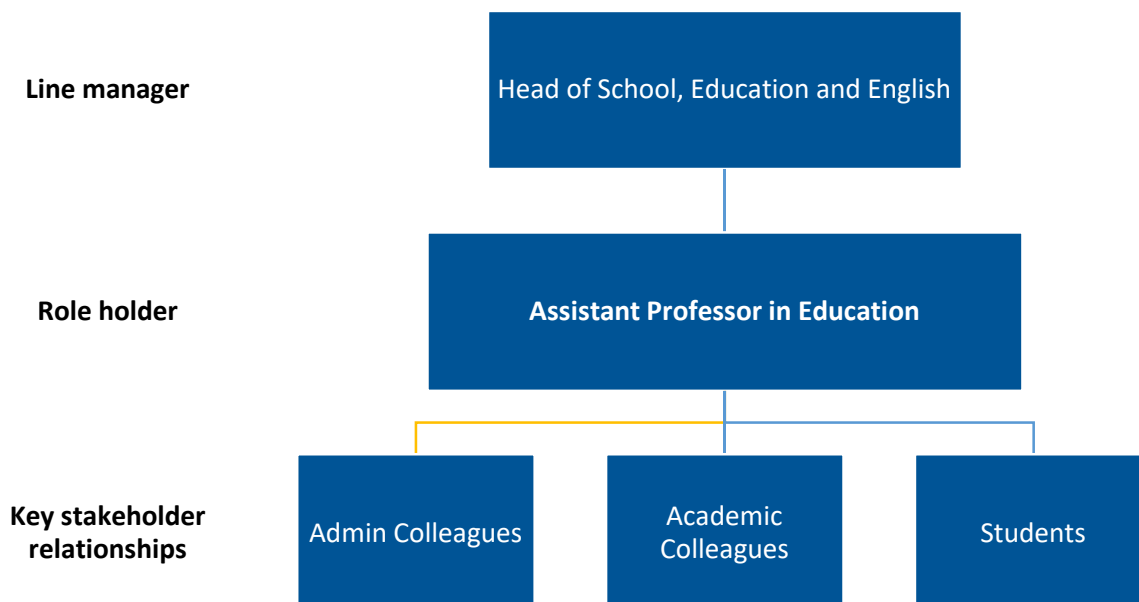 Line manager
Head of School, Education and English
Role holder
Assistant Professor in Education
Key stakeholder
relationships
Admin Colleagues
Academic
Colleagues
Students